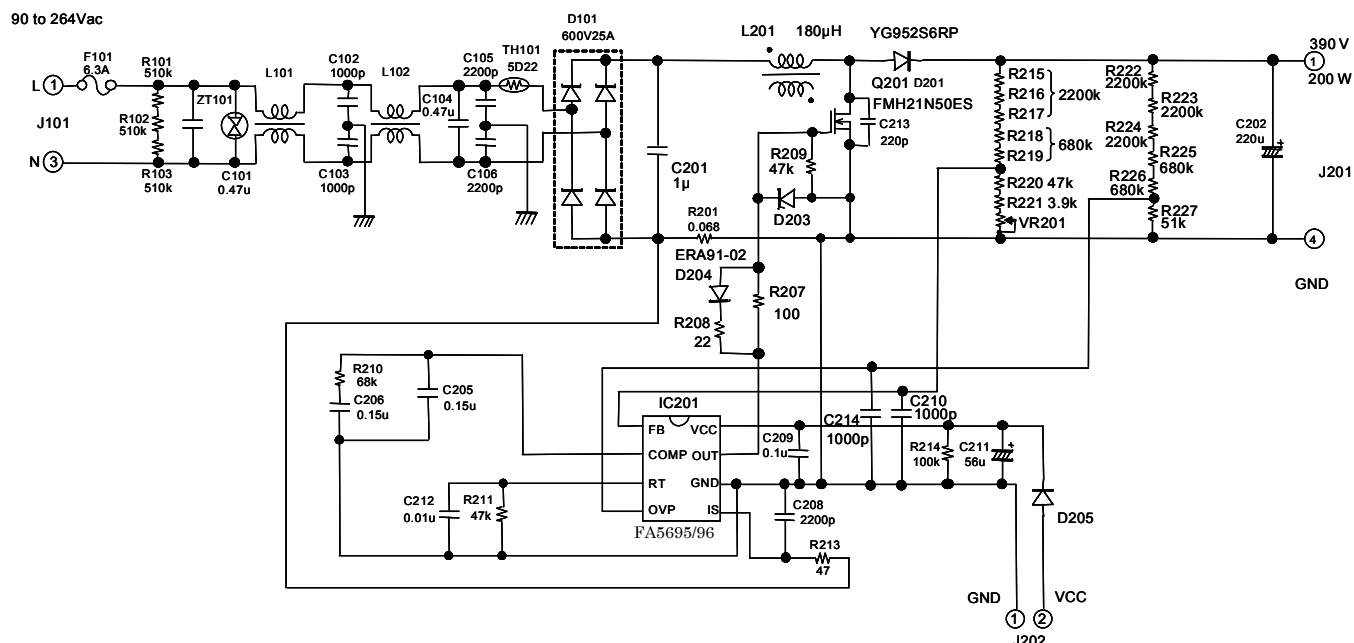 90 to 264Vac
F101
6.3A
L 1
J101
N 3
R101
510k
R102
510k
R103
510k
ZT101
C101
0.47u
L101
C102
1000p
C103
1000p
L102
C104
0.47u
C105
2200p
C106
2200p
TH101
5D22
D101
600V25A
C201
1µ
R201
0.068
L201 180µH
YG952S6RP
Q201 D201
FMH21N50ES
C213
220p
R209
47k
D203
ERA91-02
D204
R208
22
R207
100
R215
R216
R217
2200k
R218
R219
680k
R220 47k
R221 3.9k
VR201
R222
2200k
R223
2200k
R224
2200k
R225
680k
R226
680k
R227
51k
C202
220u
+
390 V
1
200 W
J201
4
GND
R210
68k
C206
0.15u
C205
0.15u
C212
0.01u
R211
47k
IC201
FB VCC
COMP OUT
RT GND
OVP IS
FA5695/96
C209
0.1u
C214
1000p
C210
1000p
R214
100k
C211
56u
+
C208
2200p
R213
47
D205
GND VCC
1 2
J202